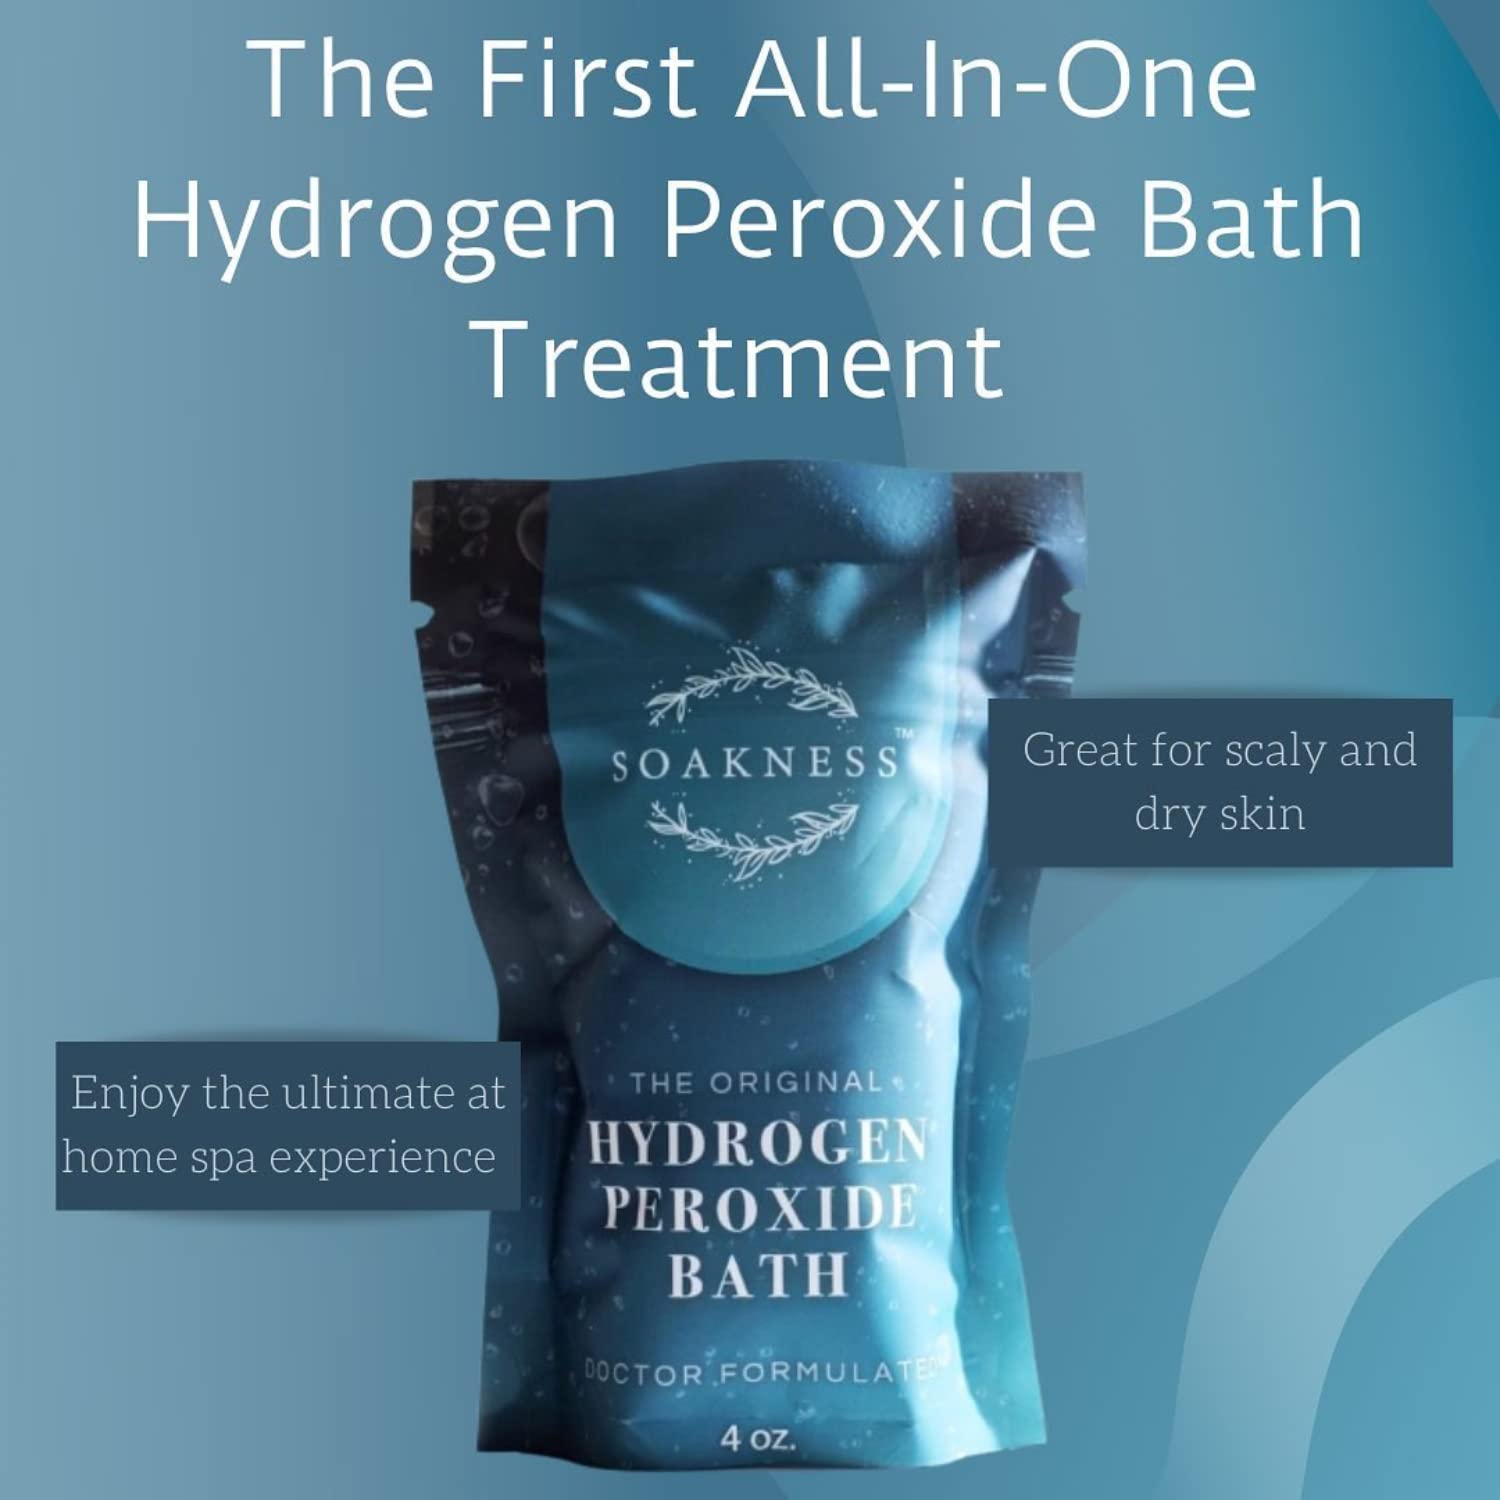 The First All-In-One
Hydrogen Peroxide Bath
Treatment
SOAKNESS™
Great for scaly and
dry skin
Enjoy the ultimate at
home spa experience
THE ORIGINAL
HYDROGEN
PEROXIDE
BATH
DOCTOR FORMULATED
4 oz.